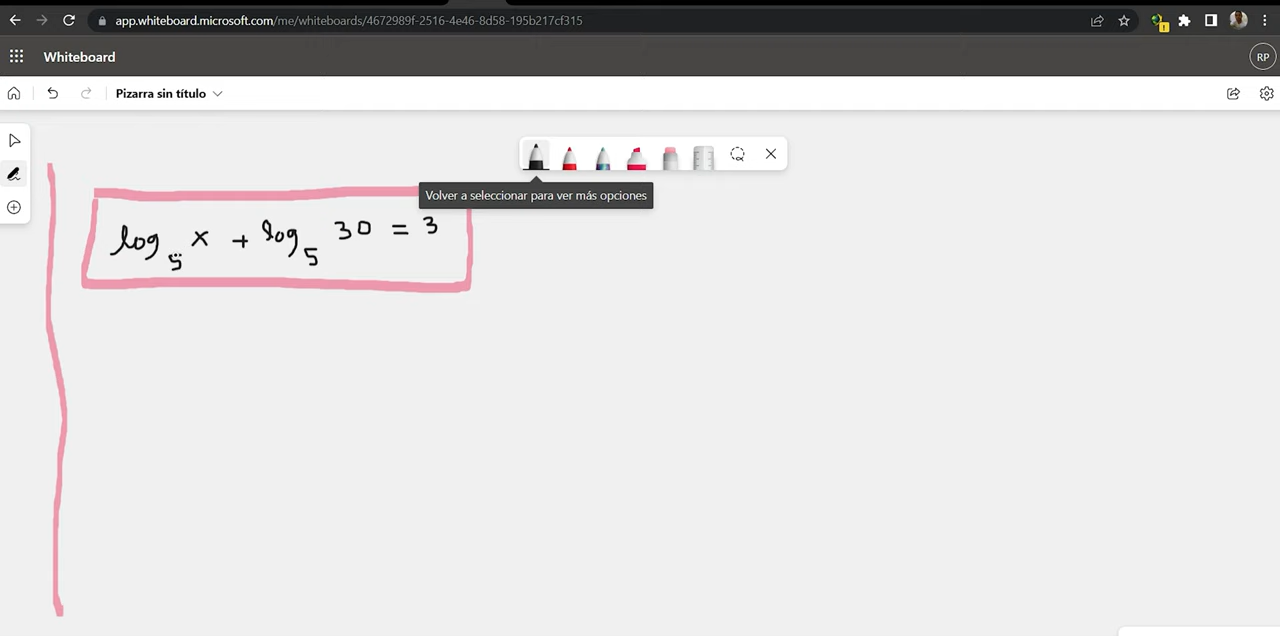 app.whiteboard.microsoft.com/me/whiteboards/4672989f-2516-4e46-8d58-195b217cf315
Whiteboard
RP
Pizarra sin título
Volver a seleccionar para ver más opciones
log₅ x + log₅ 30 = 3